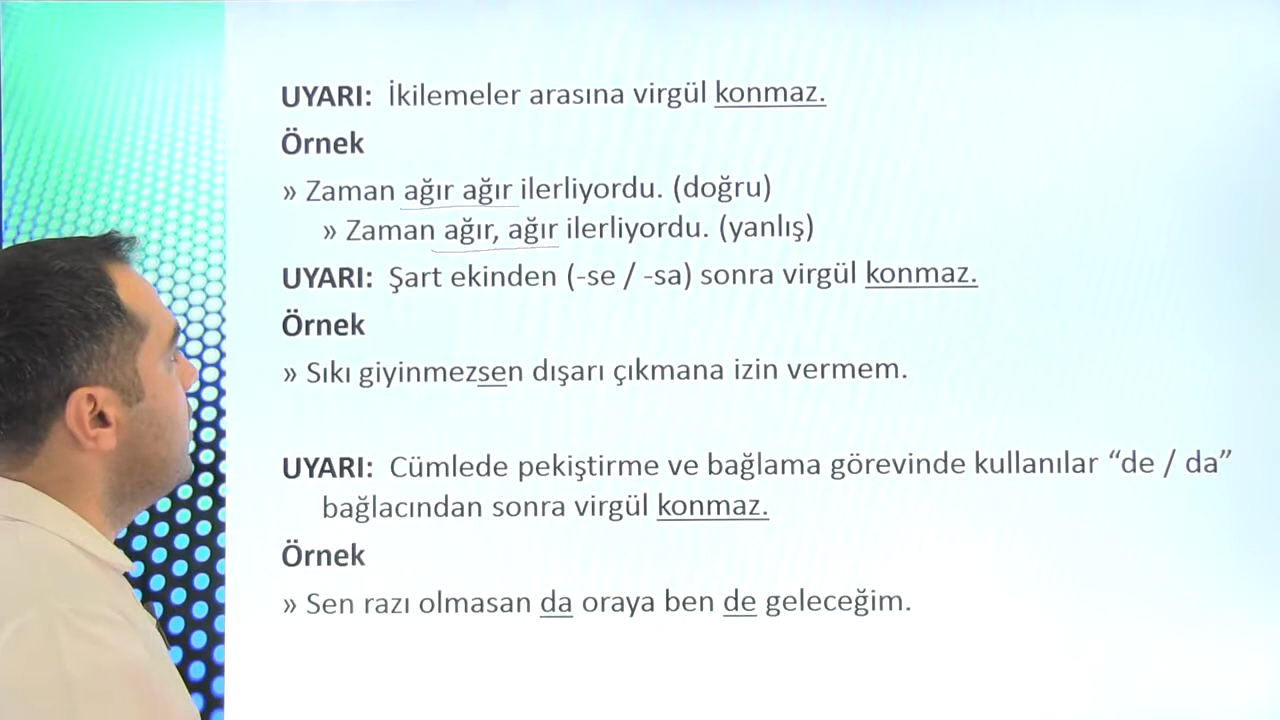 UYARI: İkilemeler arasına virgül konmaz.
Örnek
» Zaman ağır ağır ilerliyordu. (doğru)
» Zaman ağır, ağır ilerliyordu. (yanlış)
UYARI: Şart ekinden (-se / -sa) sonra virgül konmaz.
Örnek
» Sıkı giyinmezsen dışarı çıkmana izin vermem.
UYARI: Cümlede pekiştirme ve bağlama görevinde kullanılar “de / da”
bağlacından sonra virgül konmaz.
Örnek
» Sen razı olmasan da oraya ben de geleceğim.